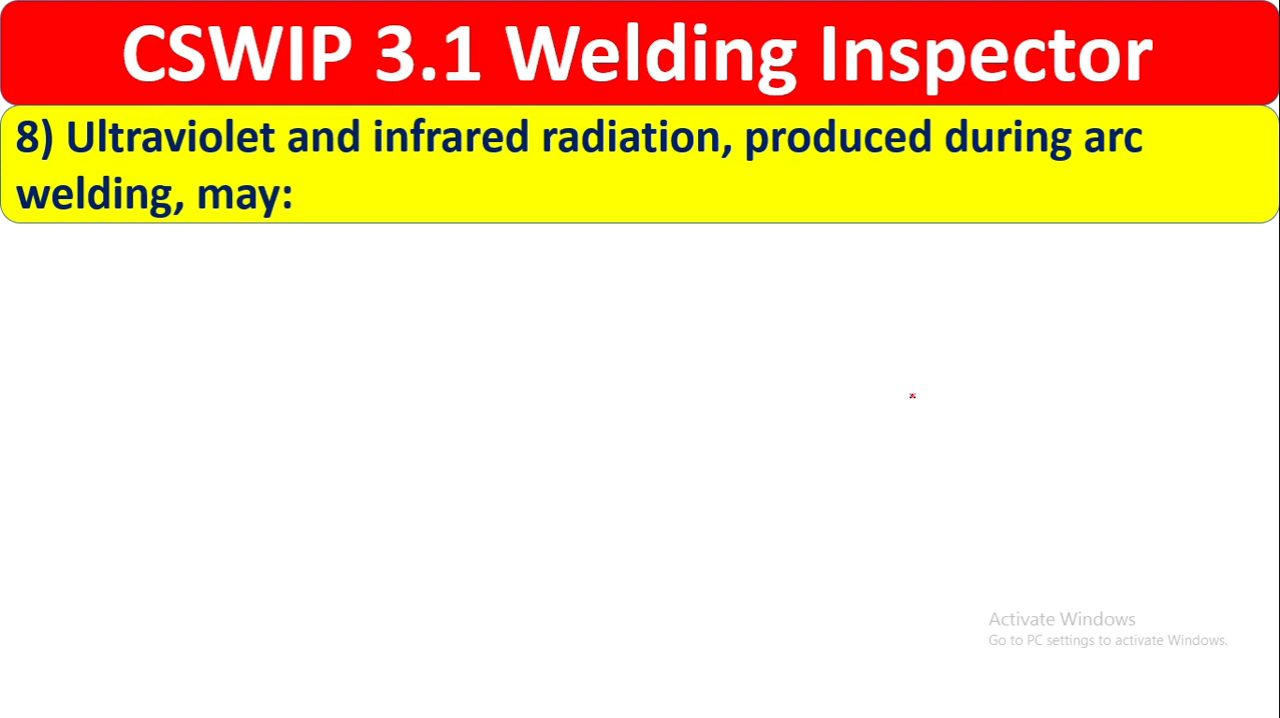 CSWIP 3.1 Welding Inspector
8) Ultraviolet and infrared radiation, produced during arc
welding, may:
Activate Windows
Go to PC settings to activate Windows.